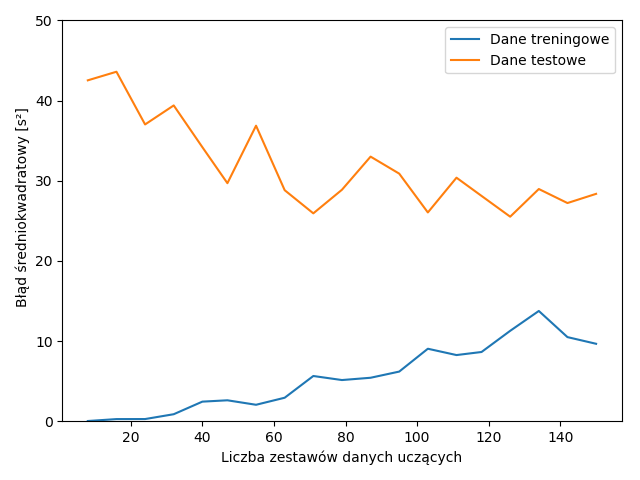 50
40
30
20
10
0
Błąd średniokwadratowy [s²]
Dane treningowe
Dane testowe
20 40 60 80 100 120 140
Liczba zestawów danych uczących